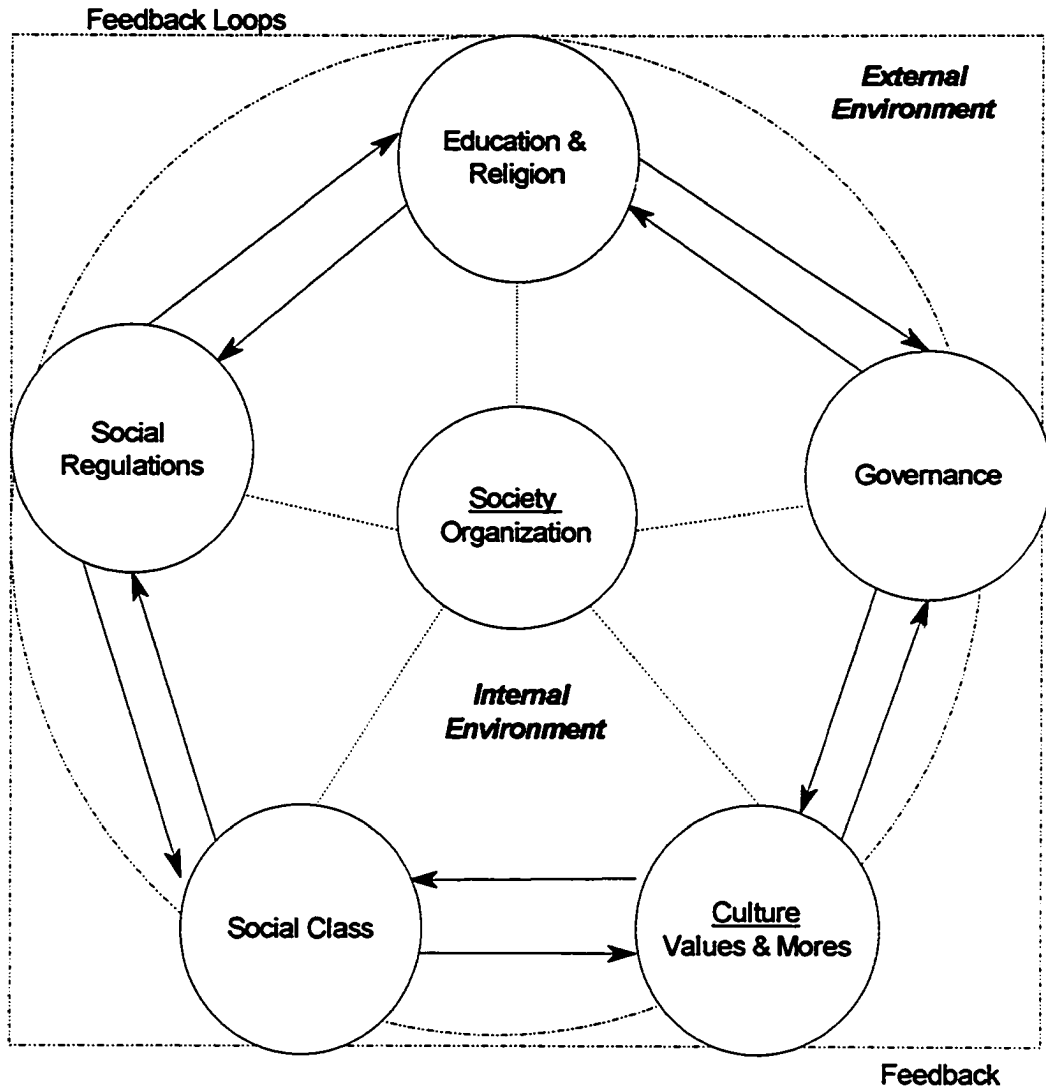 Feedback Loops
External
Environment
Education &
Religion
Social
Regulations
Governance
Society
Organization
Internal
Environment
Social Class
Culture
Values & Mores
Feedback